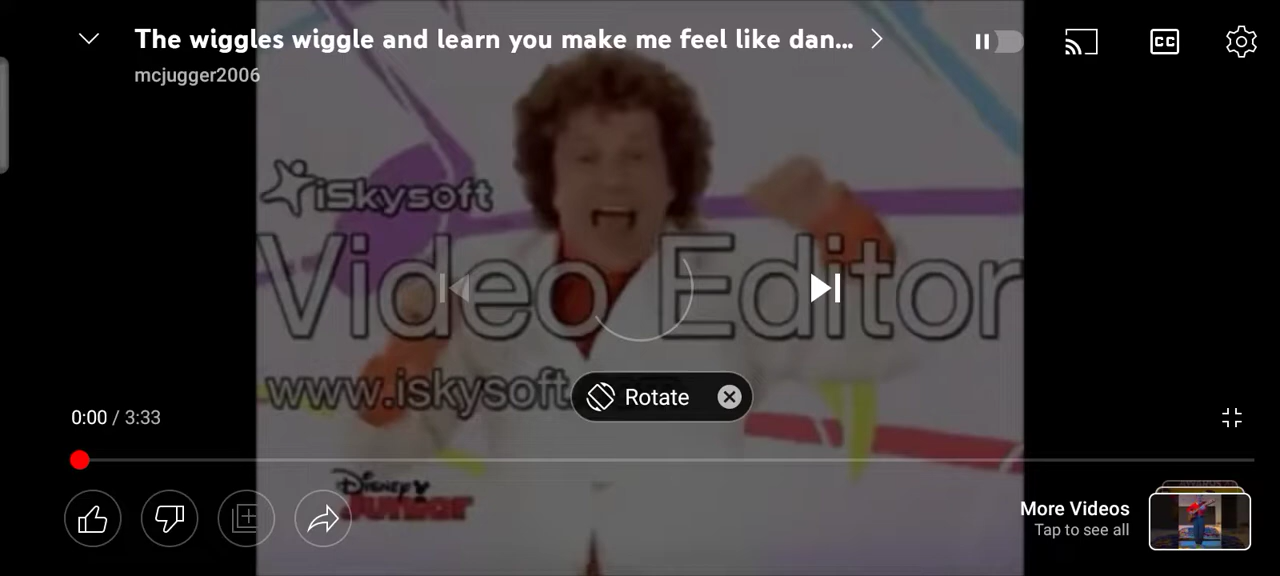 The wiggles wiggle and learn you make me feel like dan...
mcjugger2006
CC
iSkysoft
Video Editor
www.iskysoft
Rotate
0:00 / 3:33
Disney
Junior
More Videos
Tap to see all